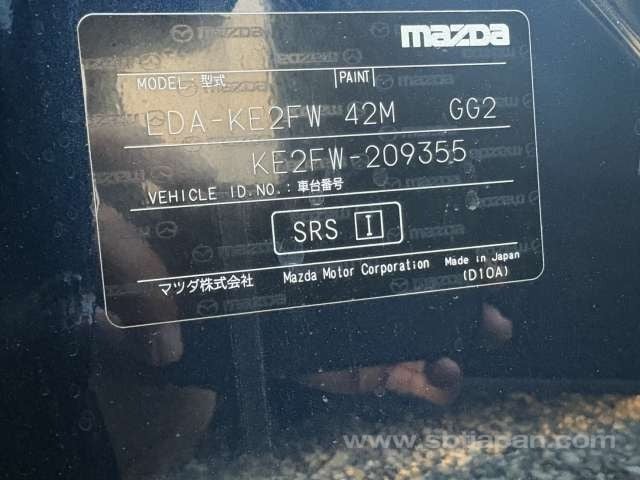 mazda
MODEL: 型式 PAINT
LDA-KE2FW 42M GG2
KE2FW-209355
VEHICLE ID.NO.: 車台番号
SRS I
マツダ株式会社 Mazda Motor Corporation Made in Japan
(D10A)
www.sbtjapan.com